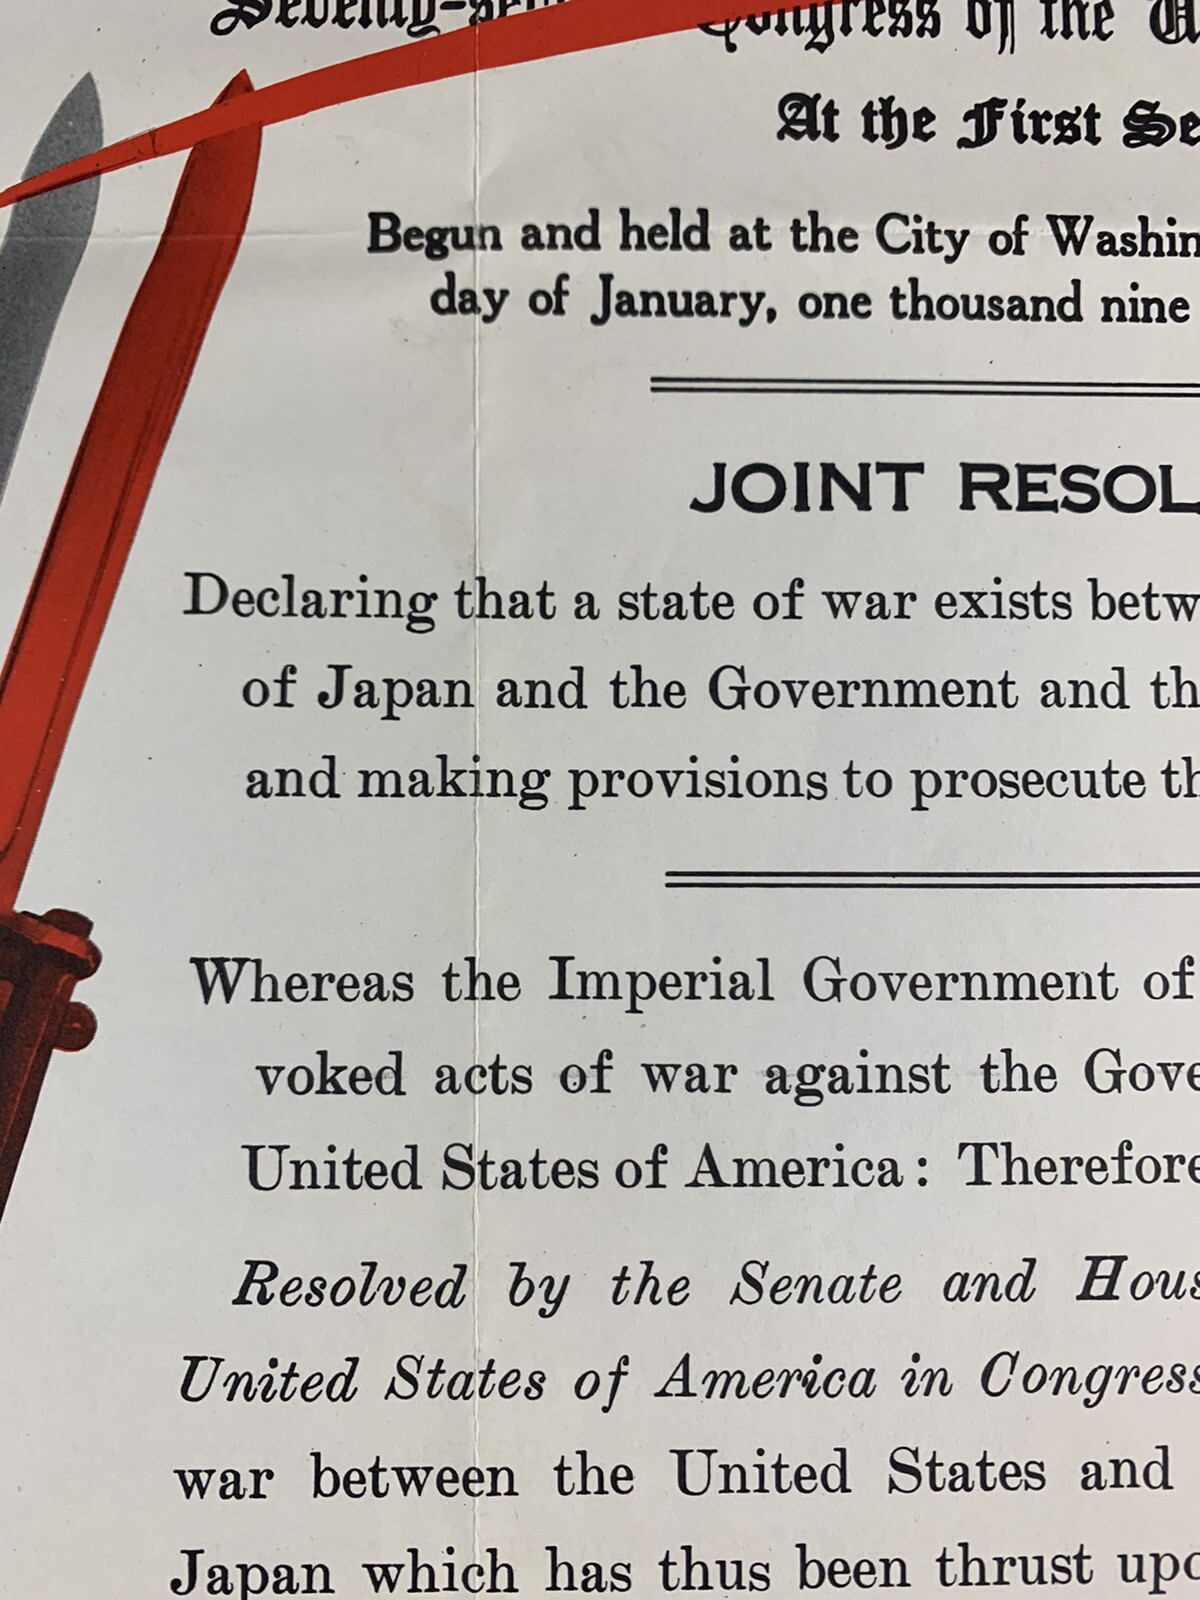 Congress of the
At the First Se
Begun and held at the City of Washin
day of January, one thousand nine
JOINT RESOL
Declaring that a state of war exists betw
of Japan and the Government and th
and making provisions to prosecute th
Whereas the Imperial Government of
voked acts of war against the Gove
United States of America: Therefore
Resolved by the Senate and Hous
United States of America in Congress
war between the United States and
Japan which has thus been thrust upo